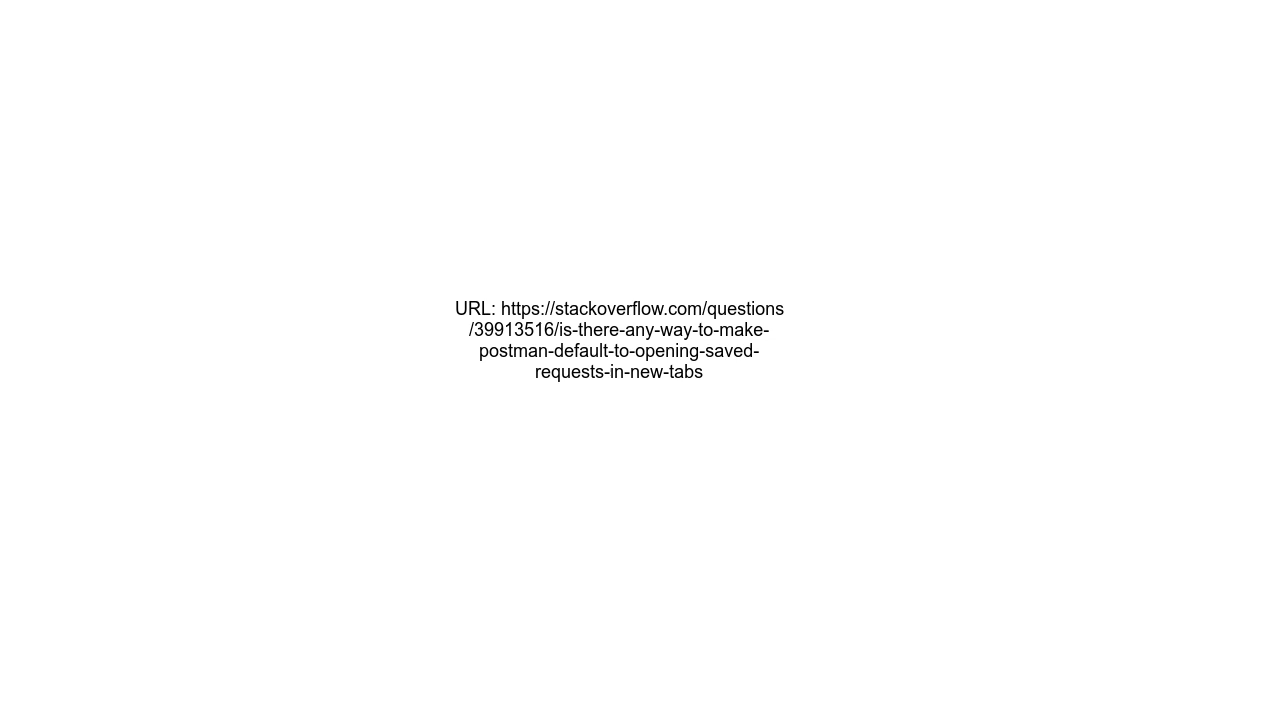 URL: https://stackoverflow.com/questions
/39913516/is-there-any-way-to-make-
postman-default-to-opening-saved-
requests-in-new-tabs